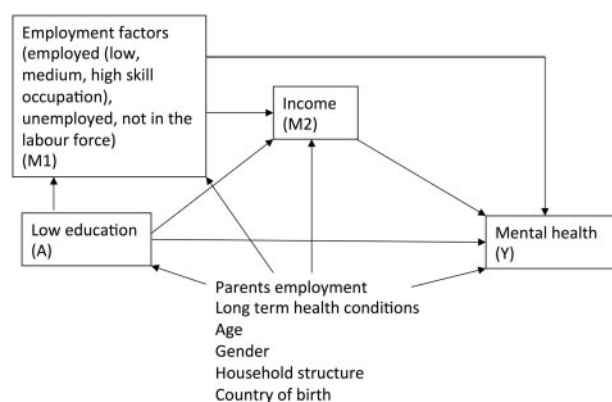 Employment factors
(employed (low,
medium, high skill
occupation),
unemployed, not in the
labour force)
(M1)
Income
(M2)
Low education
(A)
Mental health
(Y)
Parents employment
Long term health conditions
Age
Gender
Household structure
Country of birth